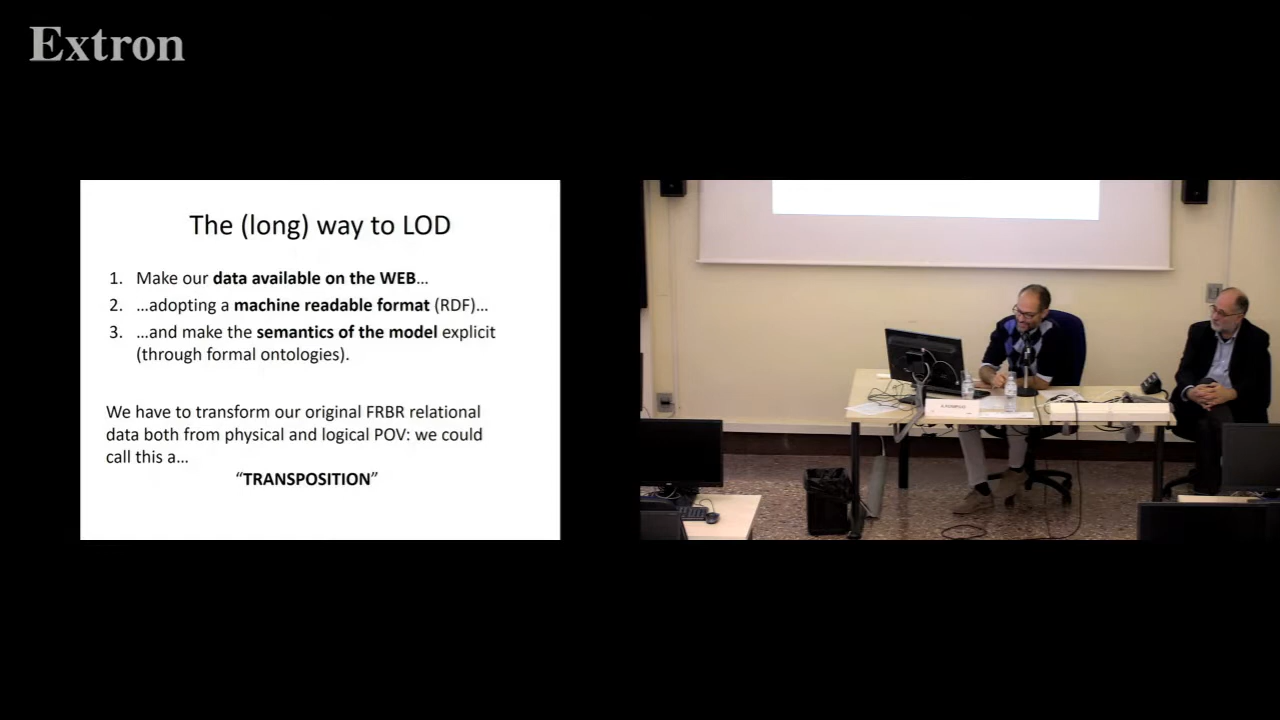 Extron
The (long) way to LOD
1. Make our data available on the WEB…
2. …adopting a machine readable format (RDF)…
3. …and make the semantics of the model explicit
(through formal ontologies).
We have to transform our original FRBR relational
data both from physical and logical POV: we could
call this a…
“TRANSPOSITION”